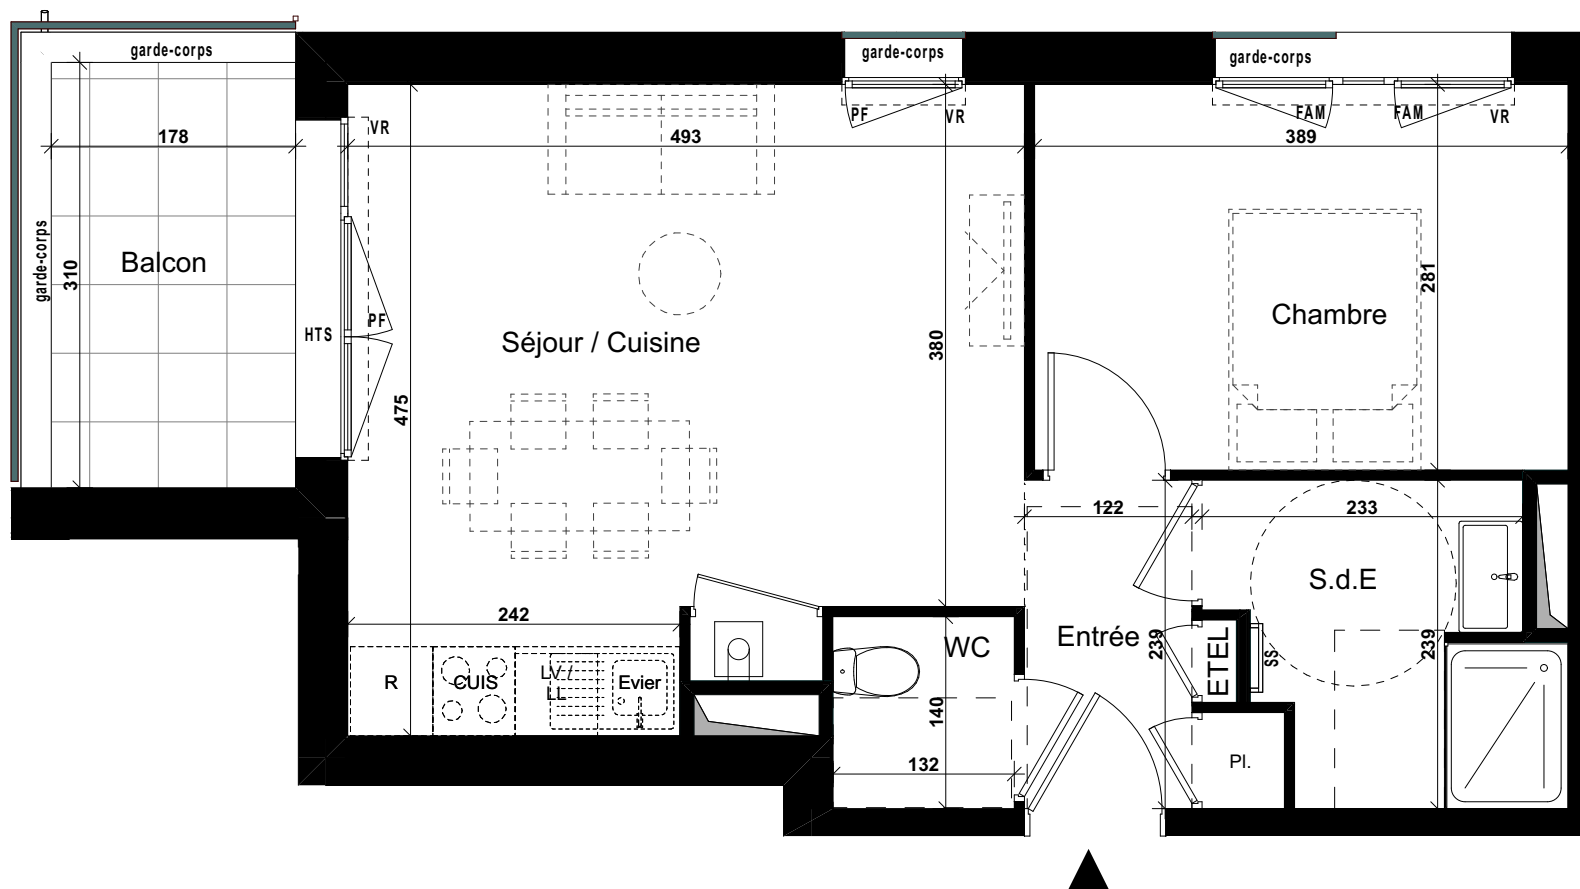 garde-corps
garde-corps
garde-corps
178
VR
493
PF
VR
FAM
FAM
VR
389
garde-corps
310
Balcon
HTS
PF
Séjour / Cuisine
475
380
Chambre
281
122
233
S.d.E
242
WC
Entrée
239
ETEL
SS
239
R
CUIS
LV /
LL
Evier
140
132
Pl.